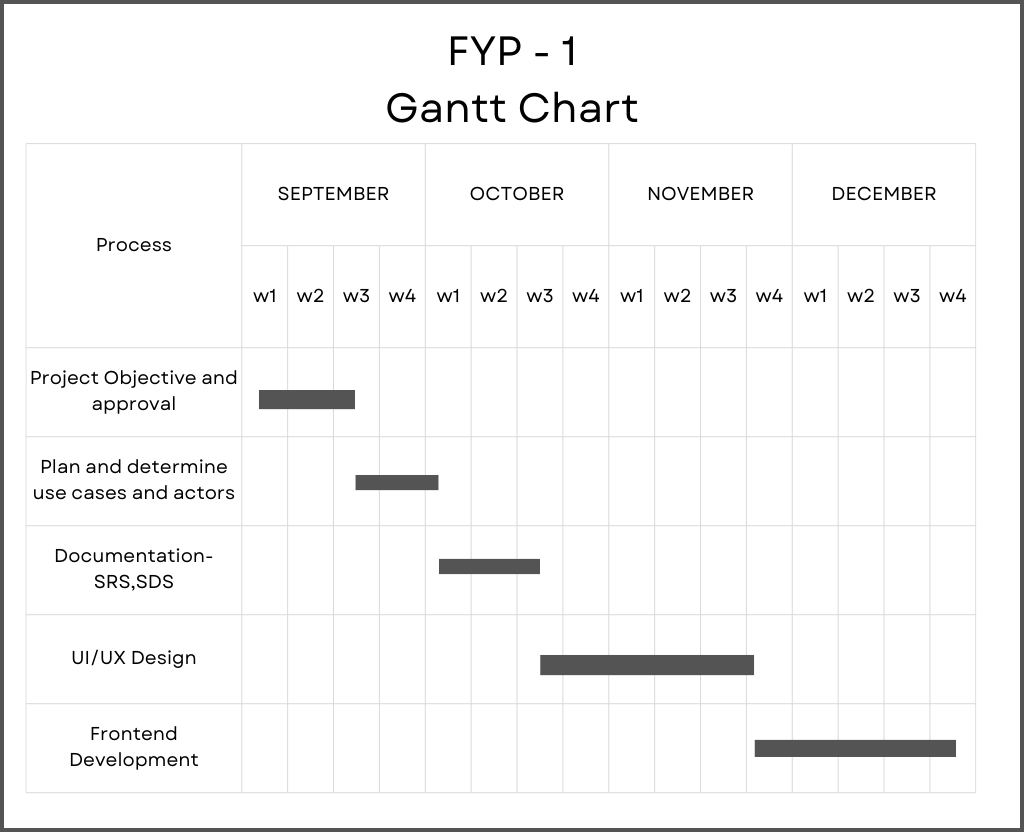 FYP - 1
Gantt Chart
Process
SEPTEMBER
OCTOBER
NOVEMBER
DECEMBER
w1 w2 w3 w4 w1 w2 w3 w4 w1 w2 w3 w4 w1 w2 w3 w4
Project Objective and
approval
Plan and determine
use cases and actors
Documentation-
SRS,SDS
UI/UX Design
Frontend
Development